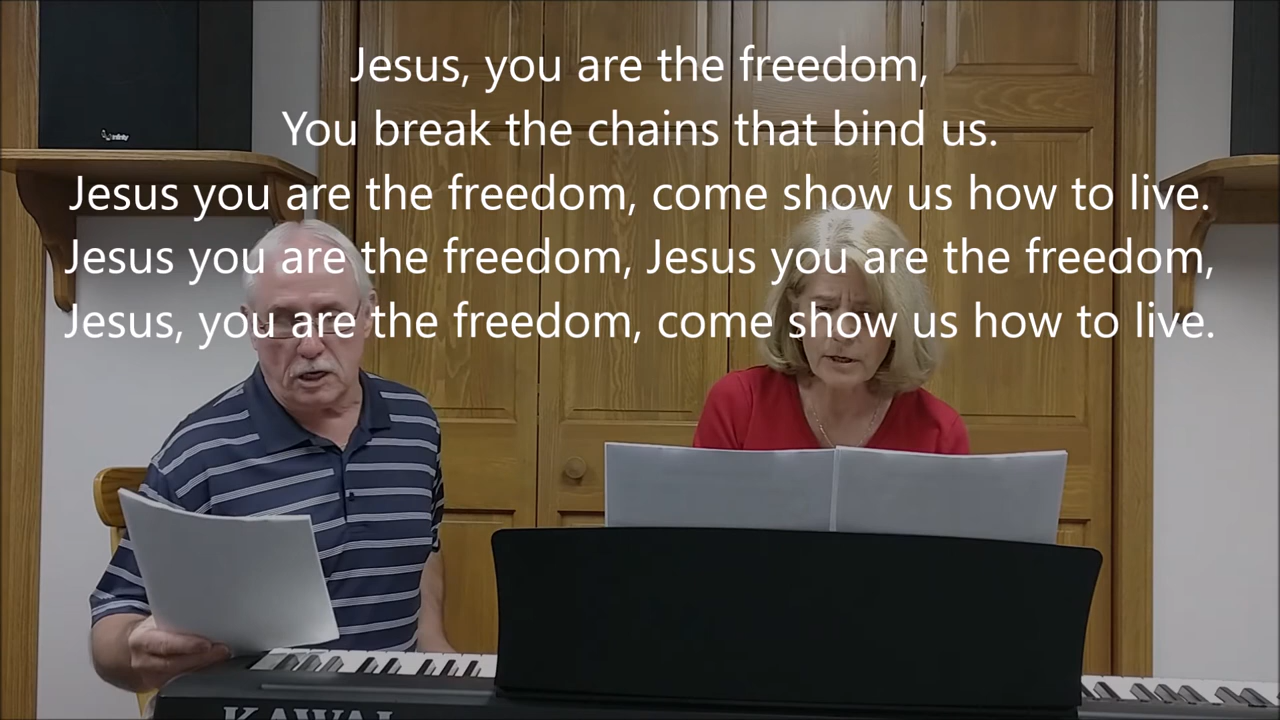 Jesus, you are the freedom,
You break the chains that bind us.
Jesus you are the freedom, come show us how to live.
Jesus you are the freedom, Jesus you are the freedom,
Jesus, you are the freedom, come show us how to live.
Infinity
KAWAI